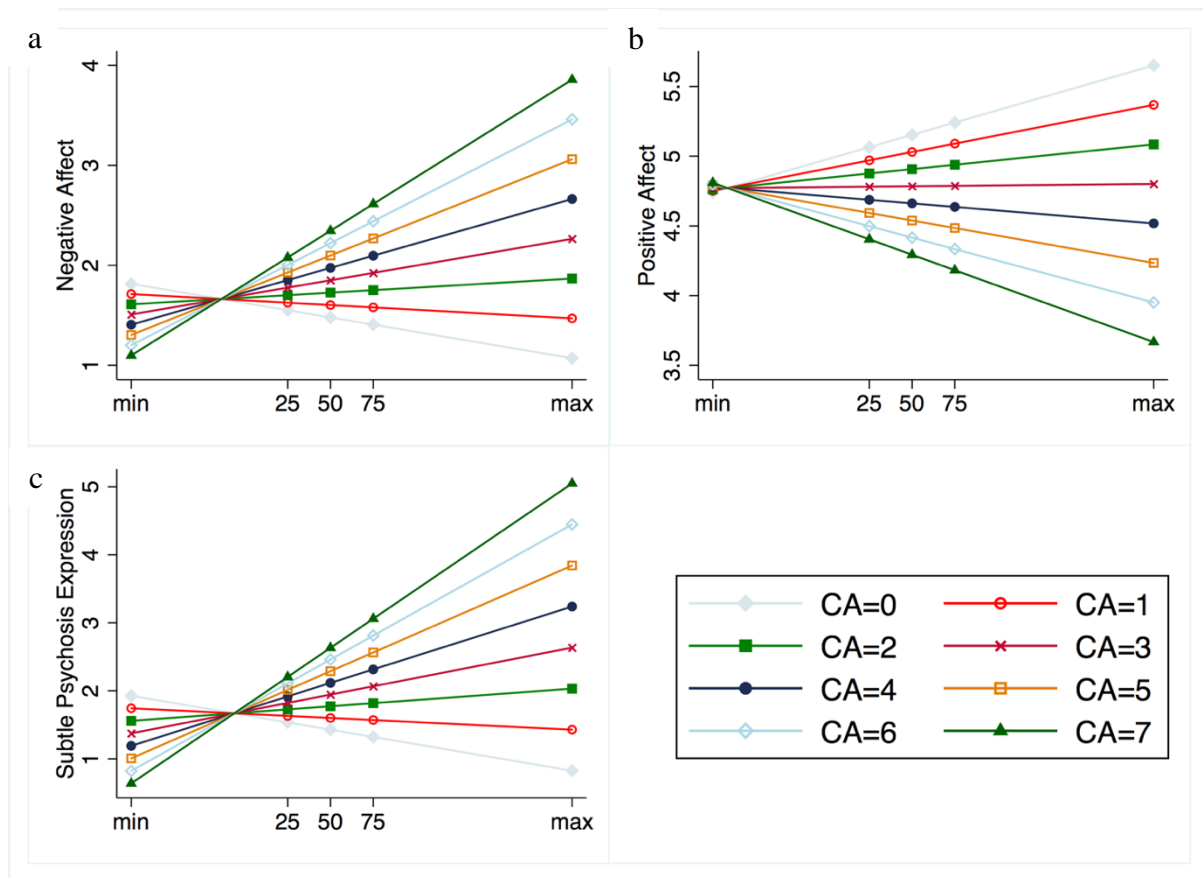 a
Negative Affect
4
3
2
1
min 25 50 75 max
b
Positive Affect
5.5
5
4.5
4
3.5
min 25 50 75 max
c
Subtle Psychosis Expression
5
4
3
2
1
min 25 50 75 max
CA=0 CA=1
CA=2 CA=3
CA=4 CA=5
CA=6 CA=7